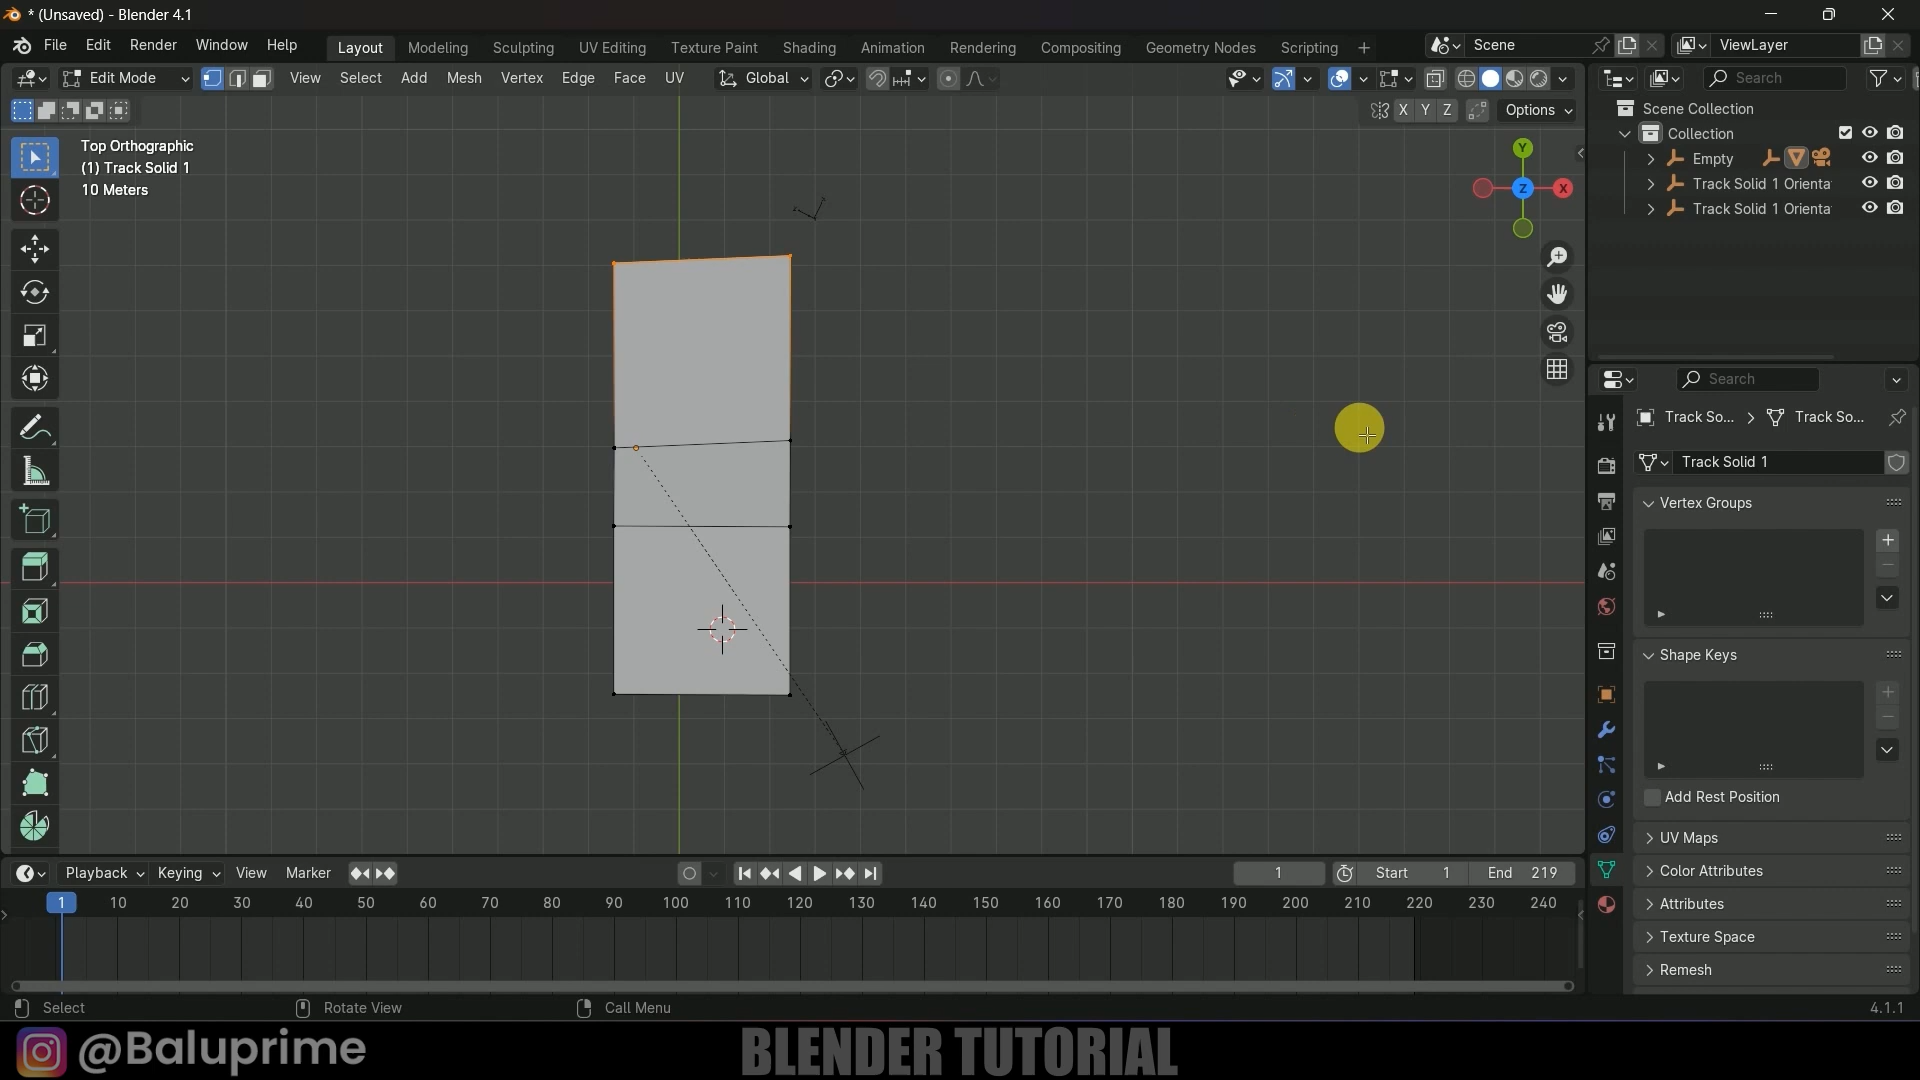 * (Unsaved) - Blender 4.1
File Edit Render Window Help Layout Modeling Sculpting UV Editing Texture Paint Shading Animation Rendering Compositing Geometry Nodes Scripting + Scene ViewLayer
Edit Mode View Select Add Mesh Vertex Edge Face UV Global Search
X Y Z Options
Scene Collection
Collection
Empty
Track Solid 1 Orienta
Track Solid 1 Orienta
Top Orthographic
(1) Track Solid 1
10 Meters
Y
Z X
Search
Track So... Track So...
Track Solid 1
Vertex Groups
Shape Keys
Add Rest Position
UV Maps
Color Attributes
Attributes
Texture Space
Remesh
Playback Keying View Marker 1 Start 1 End 219
1 10 20 30 40 50 60 70 80 90 100 110 120 130 140 150 160 170 180 190 200 210 220 230 240
Select Rotate View Call Menu 4.1.1
@Baluprime BLENDER TUTORIAL